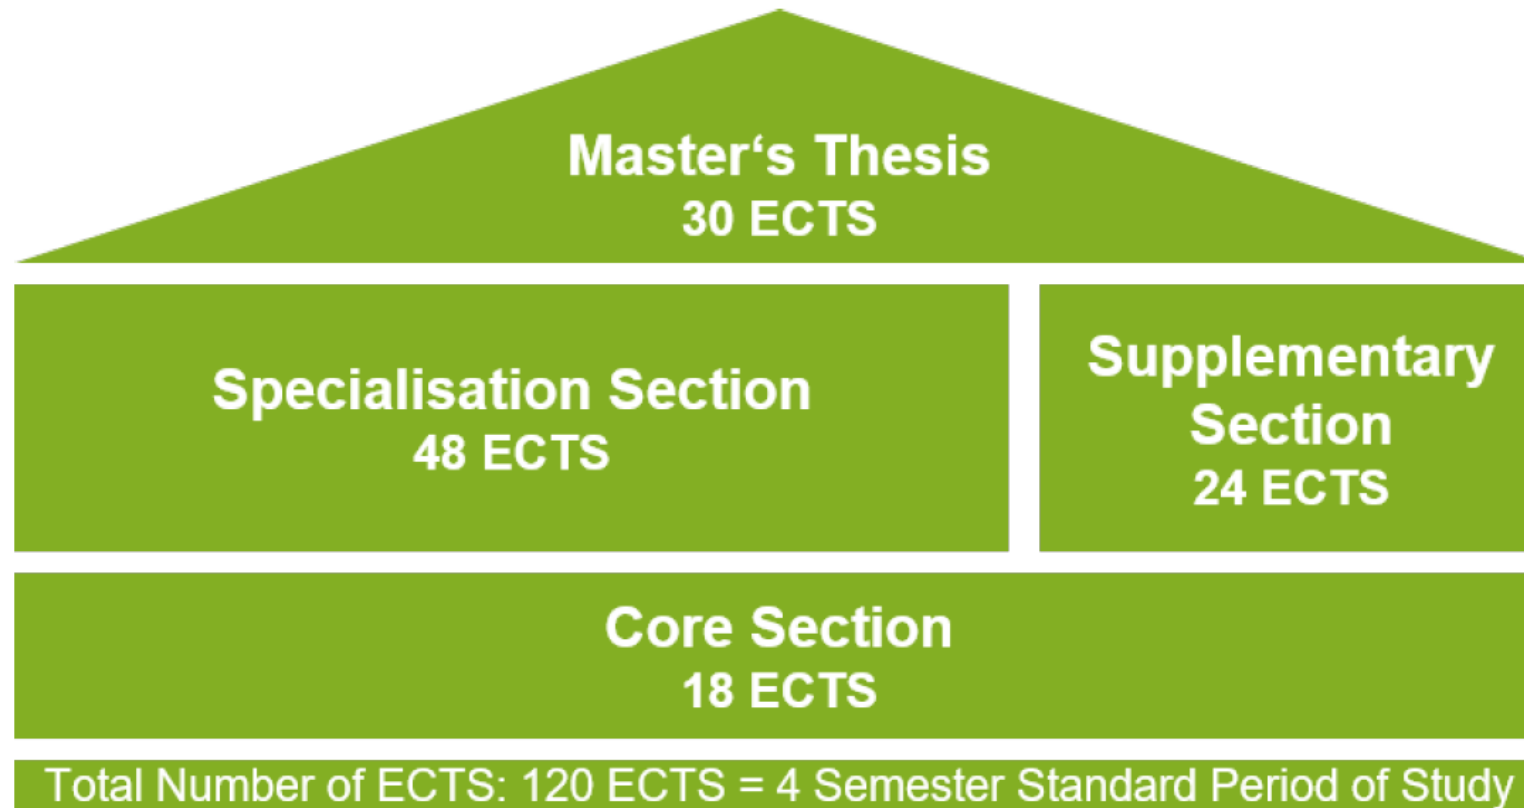 Master‘s Thesis
30 ECTS
Specialisation Section
48 ECTS
Supplementary
Section
24 ECTS
Core Section
18 ECTS
Total Number of ECTS: 120 ECTS = 4 Semester Standard Period of Study